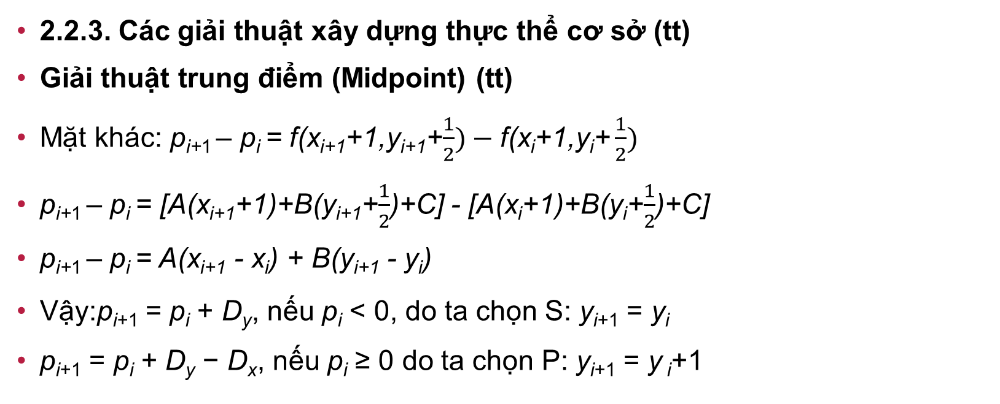 • 2.2.3. Các giải thuật xây dựng thực thể cơ sở (tt)
• Giải thuật trung điểm (Midpoint) (tt)
• Mặt khác: p_{i+1} – p_i = f(x_{i+1}+1,y_{i+1}+\frac{1}{2}) – f(x_i+1,y_i+\frac{1}{2})
• p_{i+1} – p_i = [A(x_{i+1}+1)+B(y_{i+1}+\frac{1}{2})+C] - [A(x_i+1)+B(y_i+\frac{1}{2})+C]
• p_{i+1} – p_i = A(x_{i+1} - x_i) + B(y_{i+1} - y_i)
• Vậy:p_{i+1} = p_i + D_y, nếu p_i < 0, do ta chọn S: y_{i+1} = y_i
• p_{i+1} = p_i + D_y − D_x, nếu p_i ≥ 0 do ta chọn P: y_{i+1} = y_i+1